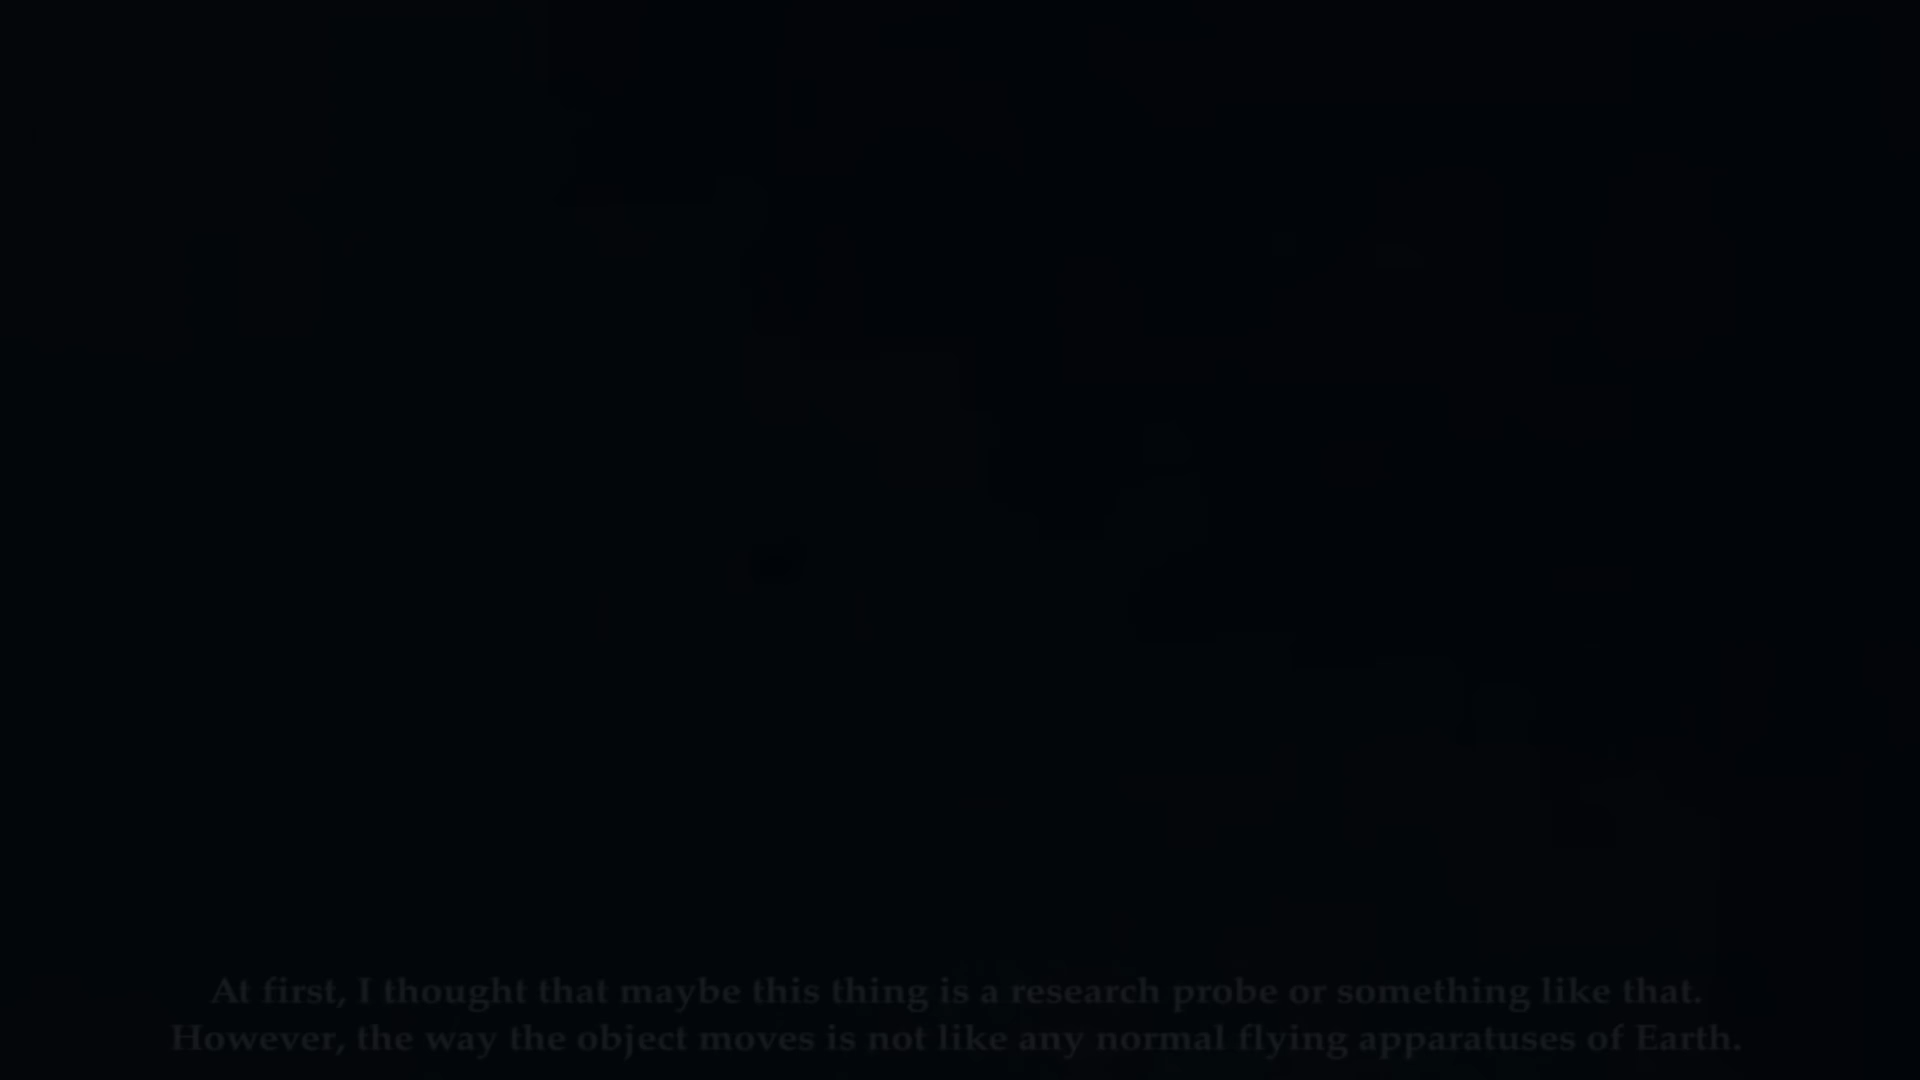 At first, I thought that maybe this thing is a research probe or something like that.
However, the way the object moves is not like any normal flying apparatuses of Earth.